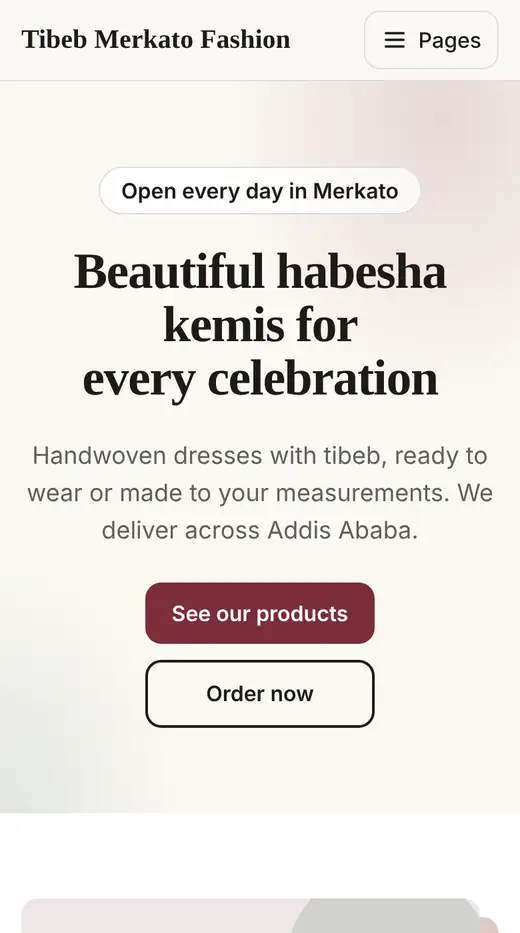 Tibeb Merkato Fashion
Pages
Open every day in Merkato
Beautiful habesha
kemis for
every celebration
Handwoven dresses with tibeb, ready to
wear or made to your measurements. We
deliver across Addis Ababa.
See our products
Order now